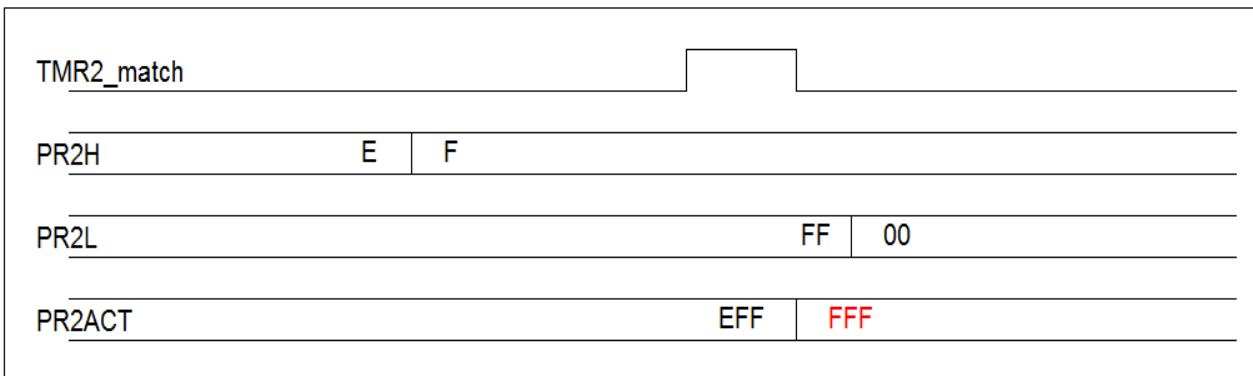 TMR2_match
PR2H E F
PR2L FF 00
PR2ACT EFF FFF